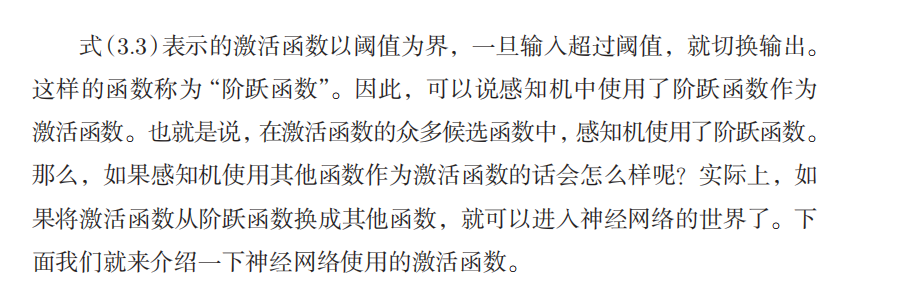 式(3.3)表示的激活函数以阈值为界，一旦输入超过阈值，就切换输出。
这样的函数称为“阶跃函数”。因此，可以说感知机中使用了阶跃函数作为
激活函数。也就是说，在激活函数的众多候选函数中，感知机使用了阶跃函数。
那么，如果感知机使用其他函数作为激活函数的话会怎么样呢？实际上，如
果将激活函数从阶跃函数换成其他函数，就可以进入神经网络的世界了。下
面我们就来介绍一下神经网络使用的激活函数。